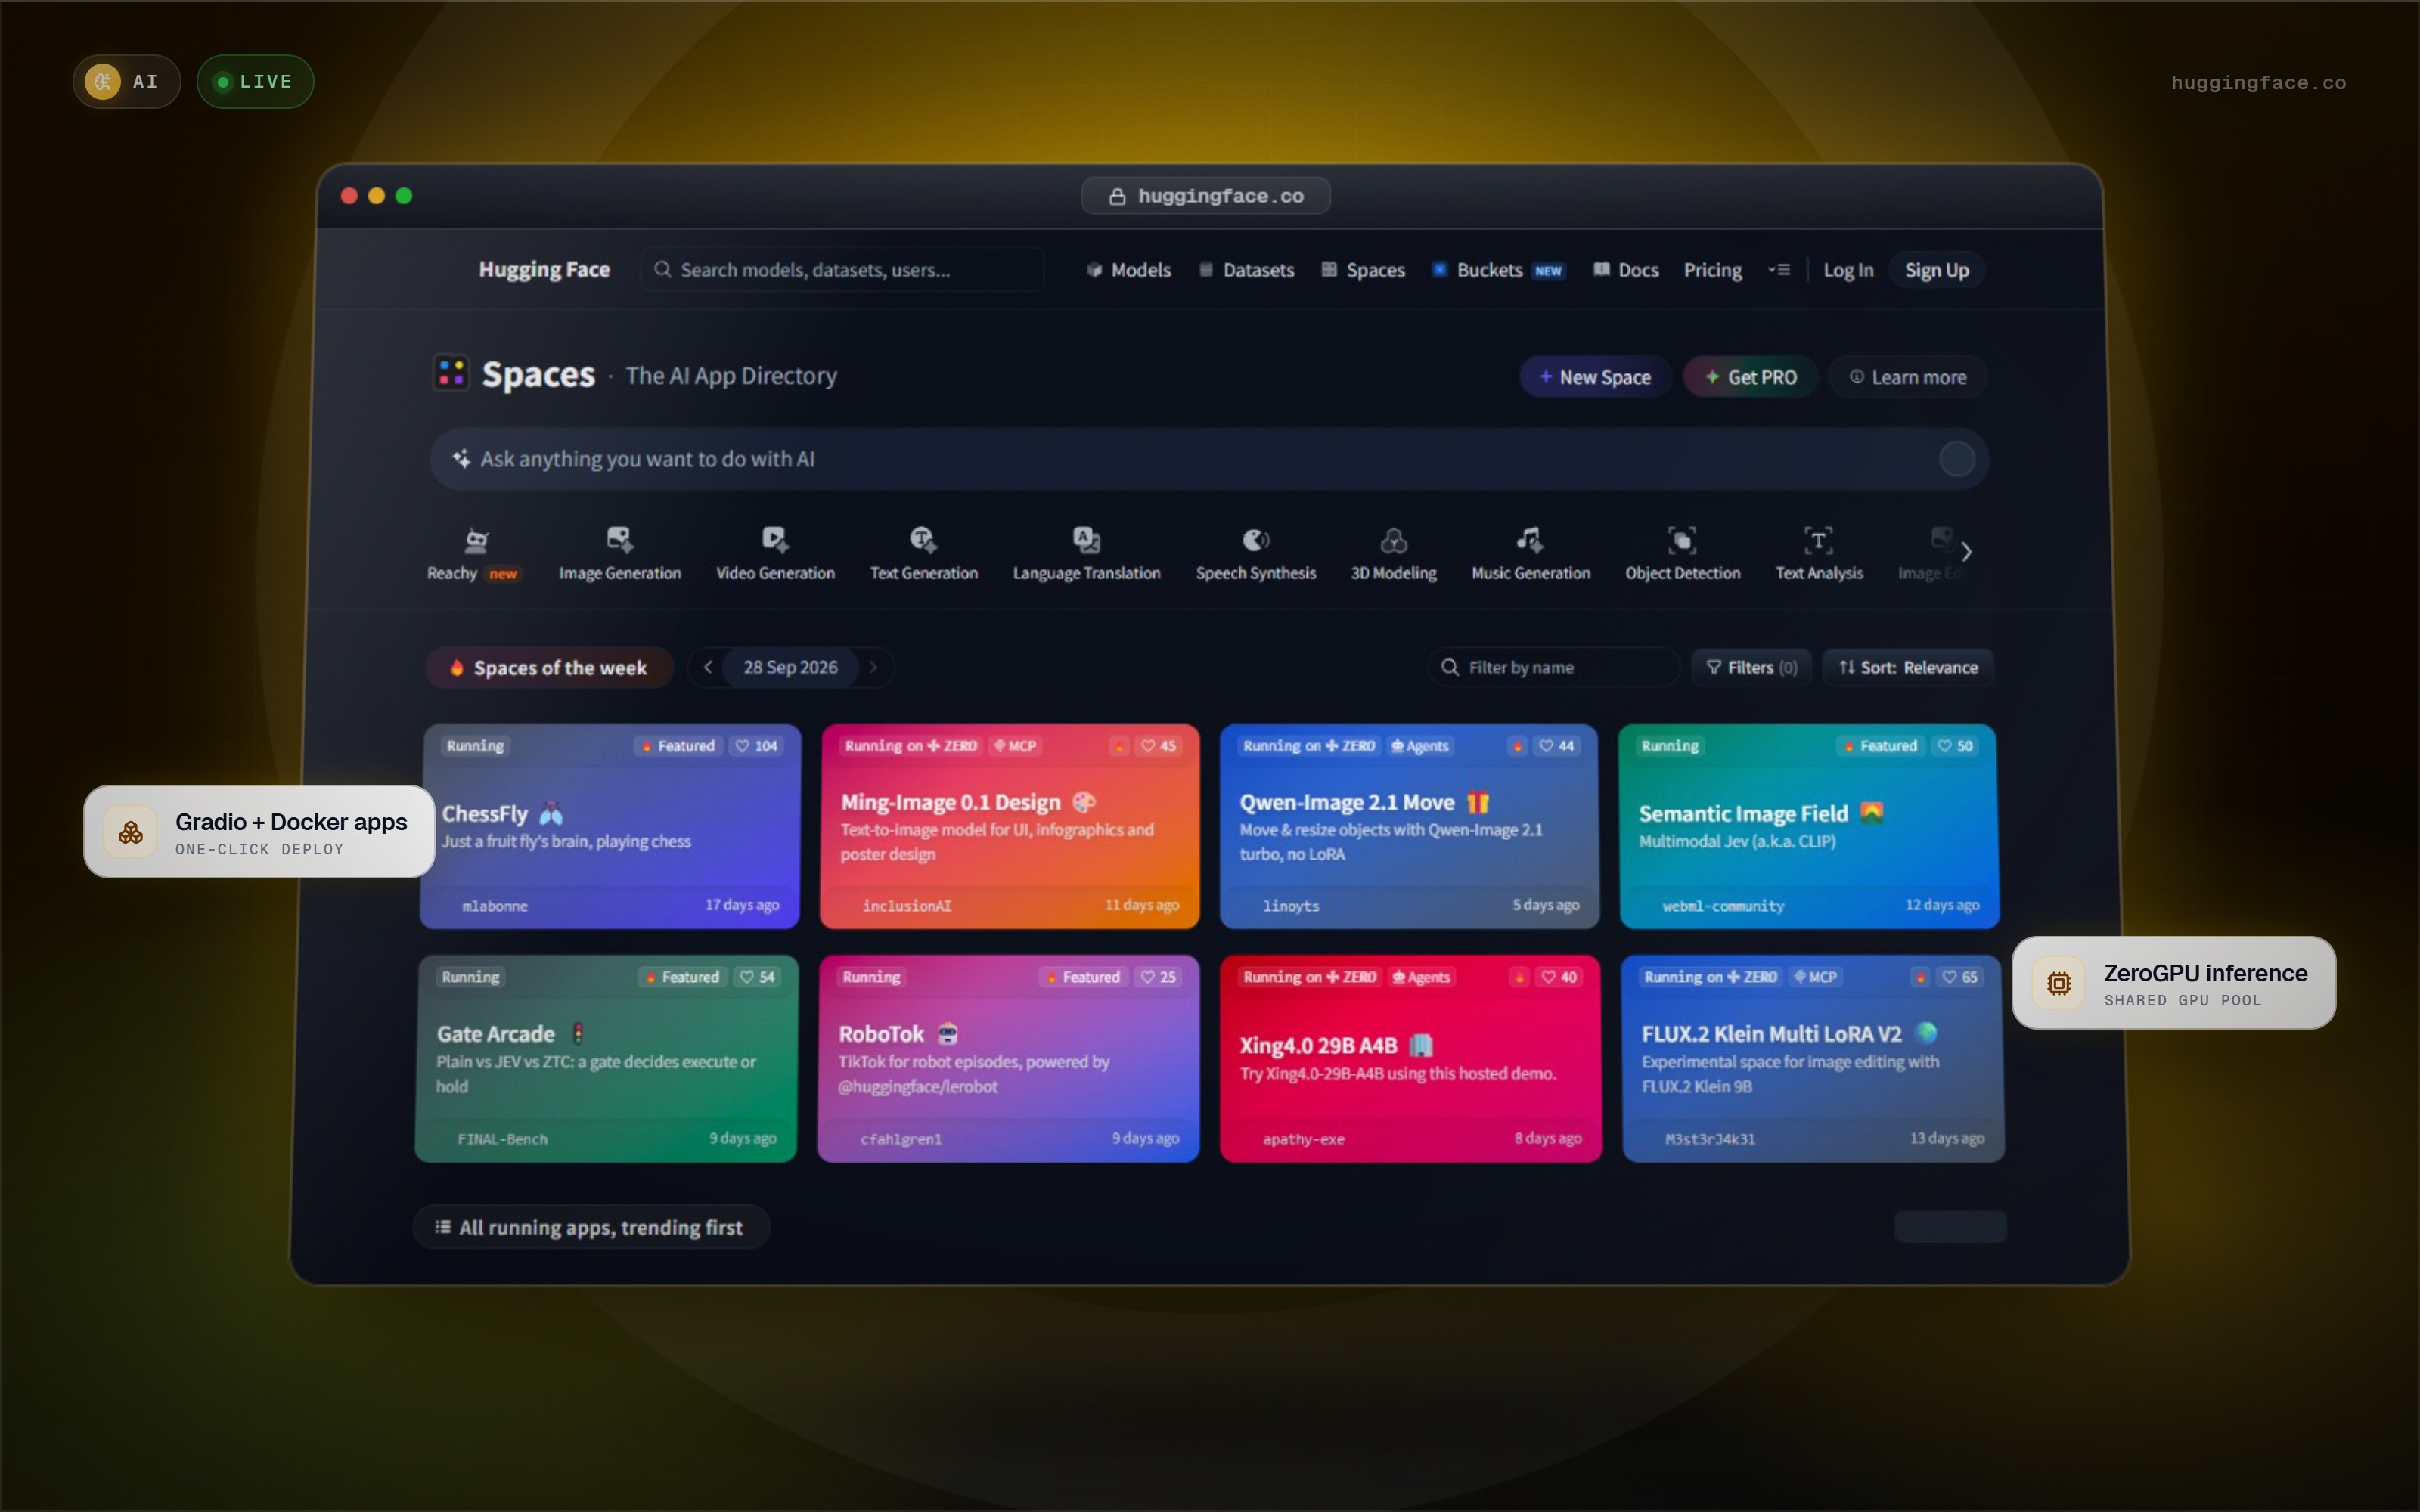 AI
LIVE
huggingface.co
huggingface.co
Hugging Face
Search models, datasets, users...
Models
Datasets
Spaces
Buckets NEW
Docs
Pricing
Log In
Sign Up
Spaces · The AI App Directory
+ New Space
Get PRO
Learn more
Ask anything you want to do with AI
Reachy new
Image Generation
Video Generation
Text Generation
Language Translation
Speech Synthesis
3D Modeling
Music Generation
Object Detection
Text Analysis
Image Ed
Spaces of the week
28 Sep 2026
Filter by name
Filters (0)
Sort: Relevance
Running
Featured
104
ChessFly
Just a fruit fly's brain, playing chess
mlabonne
17 days ago
Running on ZERO
MCP
45
Ming-Image 0.1 Design
Text-to-image model for UI, infographics and
poster design
inclusionAI
11 days ago
Running on ZERO
Agents
44
Qwen-Image 2.1 Move
Move & resize objects with Qwen-Image 2.1
turbo, no LoRA
linoyts
5 days ago
Running
Featured
50
Semantic Image Field
Multimodal Jev (a.k.a. CLIP)
webml-community
12 days ago
Gradio + Docker apps
ONE-CLICK DEPLOY
Running
Featured
54
Gate Arcade
Plain vs JEV vs ZTC: a gate decides execute or
hold
FINAL-Bench
9 days ago
Running
Featured
25
RoboTok
TikTok for robot episodes, powered by
@huggingface/lerobot
cfahlgren1
9 days ago
Running on ZERO
Agents
40
Xing4.0 29B A4B
Try Xing4.0-29B-A4B using this hosted demo.
apathy-exe
8 days ago
Running on ZERO
MCP
65
FLUX.2 Klein Multi LoRA V2
Experimental space for image editing with
FLUX.2 Klein 9B
M3st3rJ4k3l
13 days ago
ZeroGPU inference
SHARED GPU POOL
All running apps, trending first